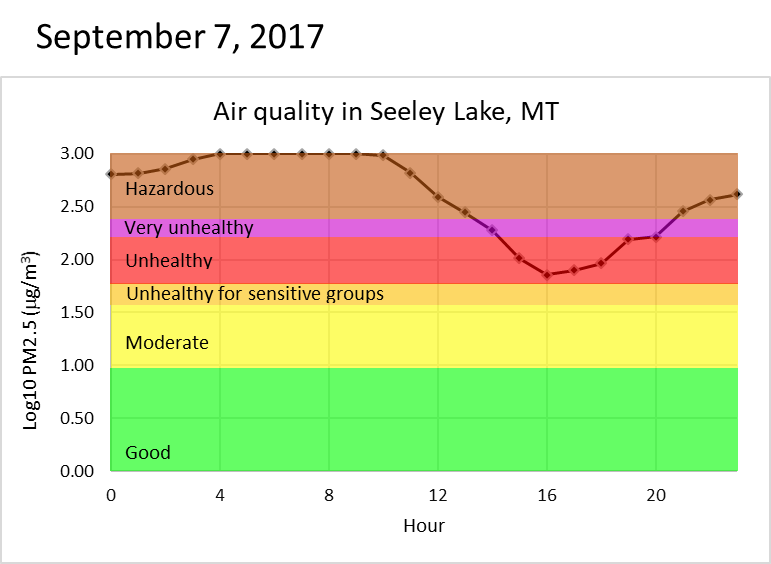 September 7, 2017
Air quality in Seeley Lake, MT
Log10 PM2.5 (µg/m³)
3.00
2.50
2.00
1.50
1.00
0.50
0.00
Hazardous
Very unhealthy
Unhealthy
Unhealthy for sensitive groups
Moderate
Good
0 4 8 12 16 20
Hour